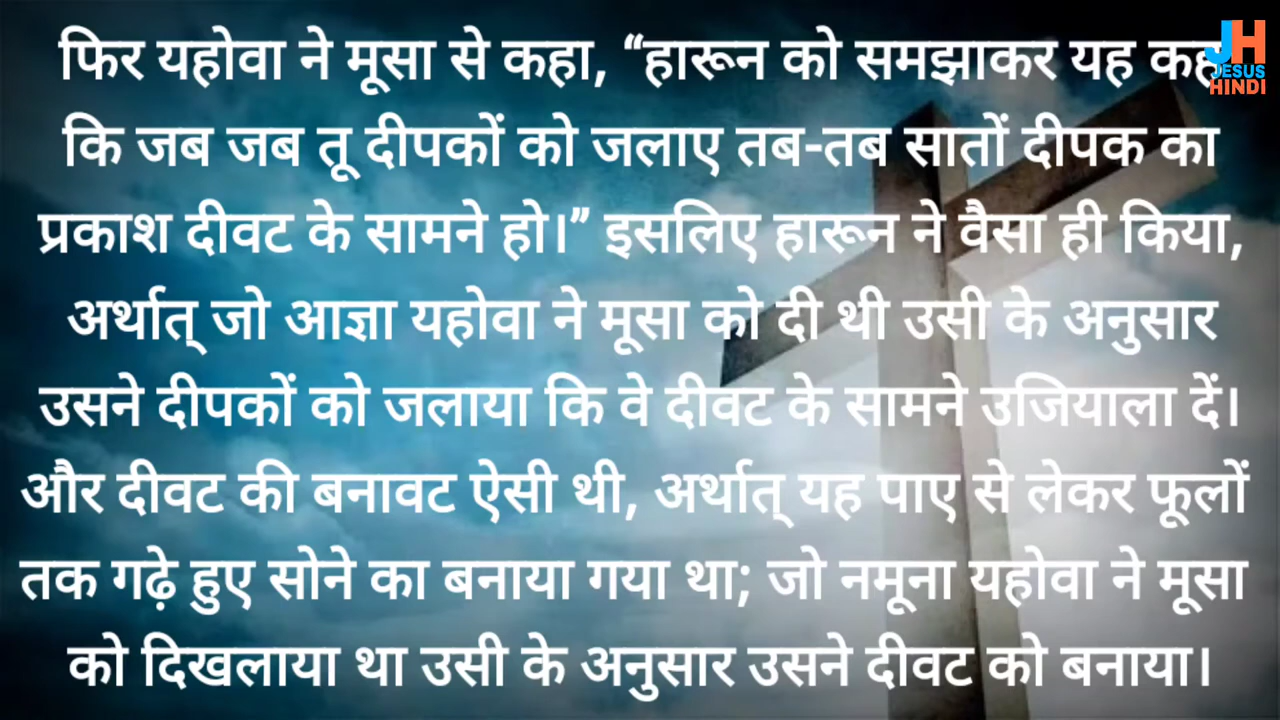 फिर यहोवा ने मूसा से कहा, “हारून को समझाकर यह कह
कि जब जब तू दीपकों को जलाए तब-तब सातों दीपक का
प्रकाश दीवट के सामने हो।” इसलिए हारून ने वैसा ही किया,
अर्थात् जो आज्ञा यहोवा ने मूसा को दी थी उसी के अनुसार
उसने दीपकों को जलाया कि वे दीवट के सामने उजियाला दें।
और दीवट की बनावट ऐसी थी, अर्थात् यह पाए से लेकर फूलों
तक गढ़े हुए सोने का बनाया गया था; जो नमूना यहोवा ने मूसा
को दिखलाया था उसी के अनुसार उसने दीवट को बनाया।
JH
JESUS
HINDI